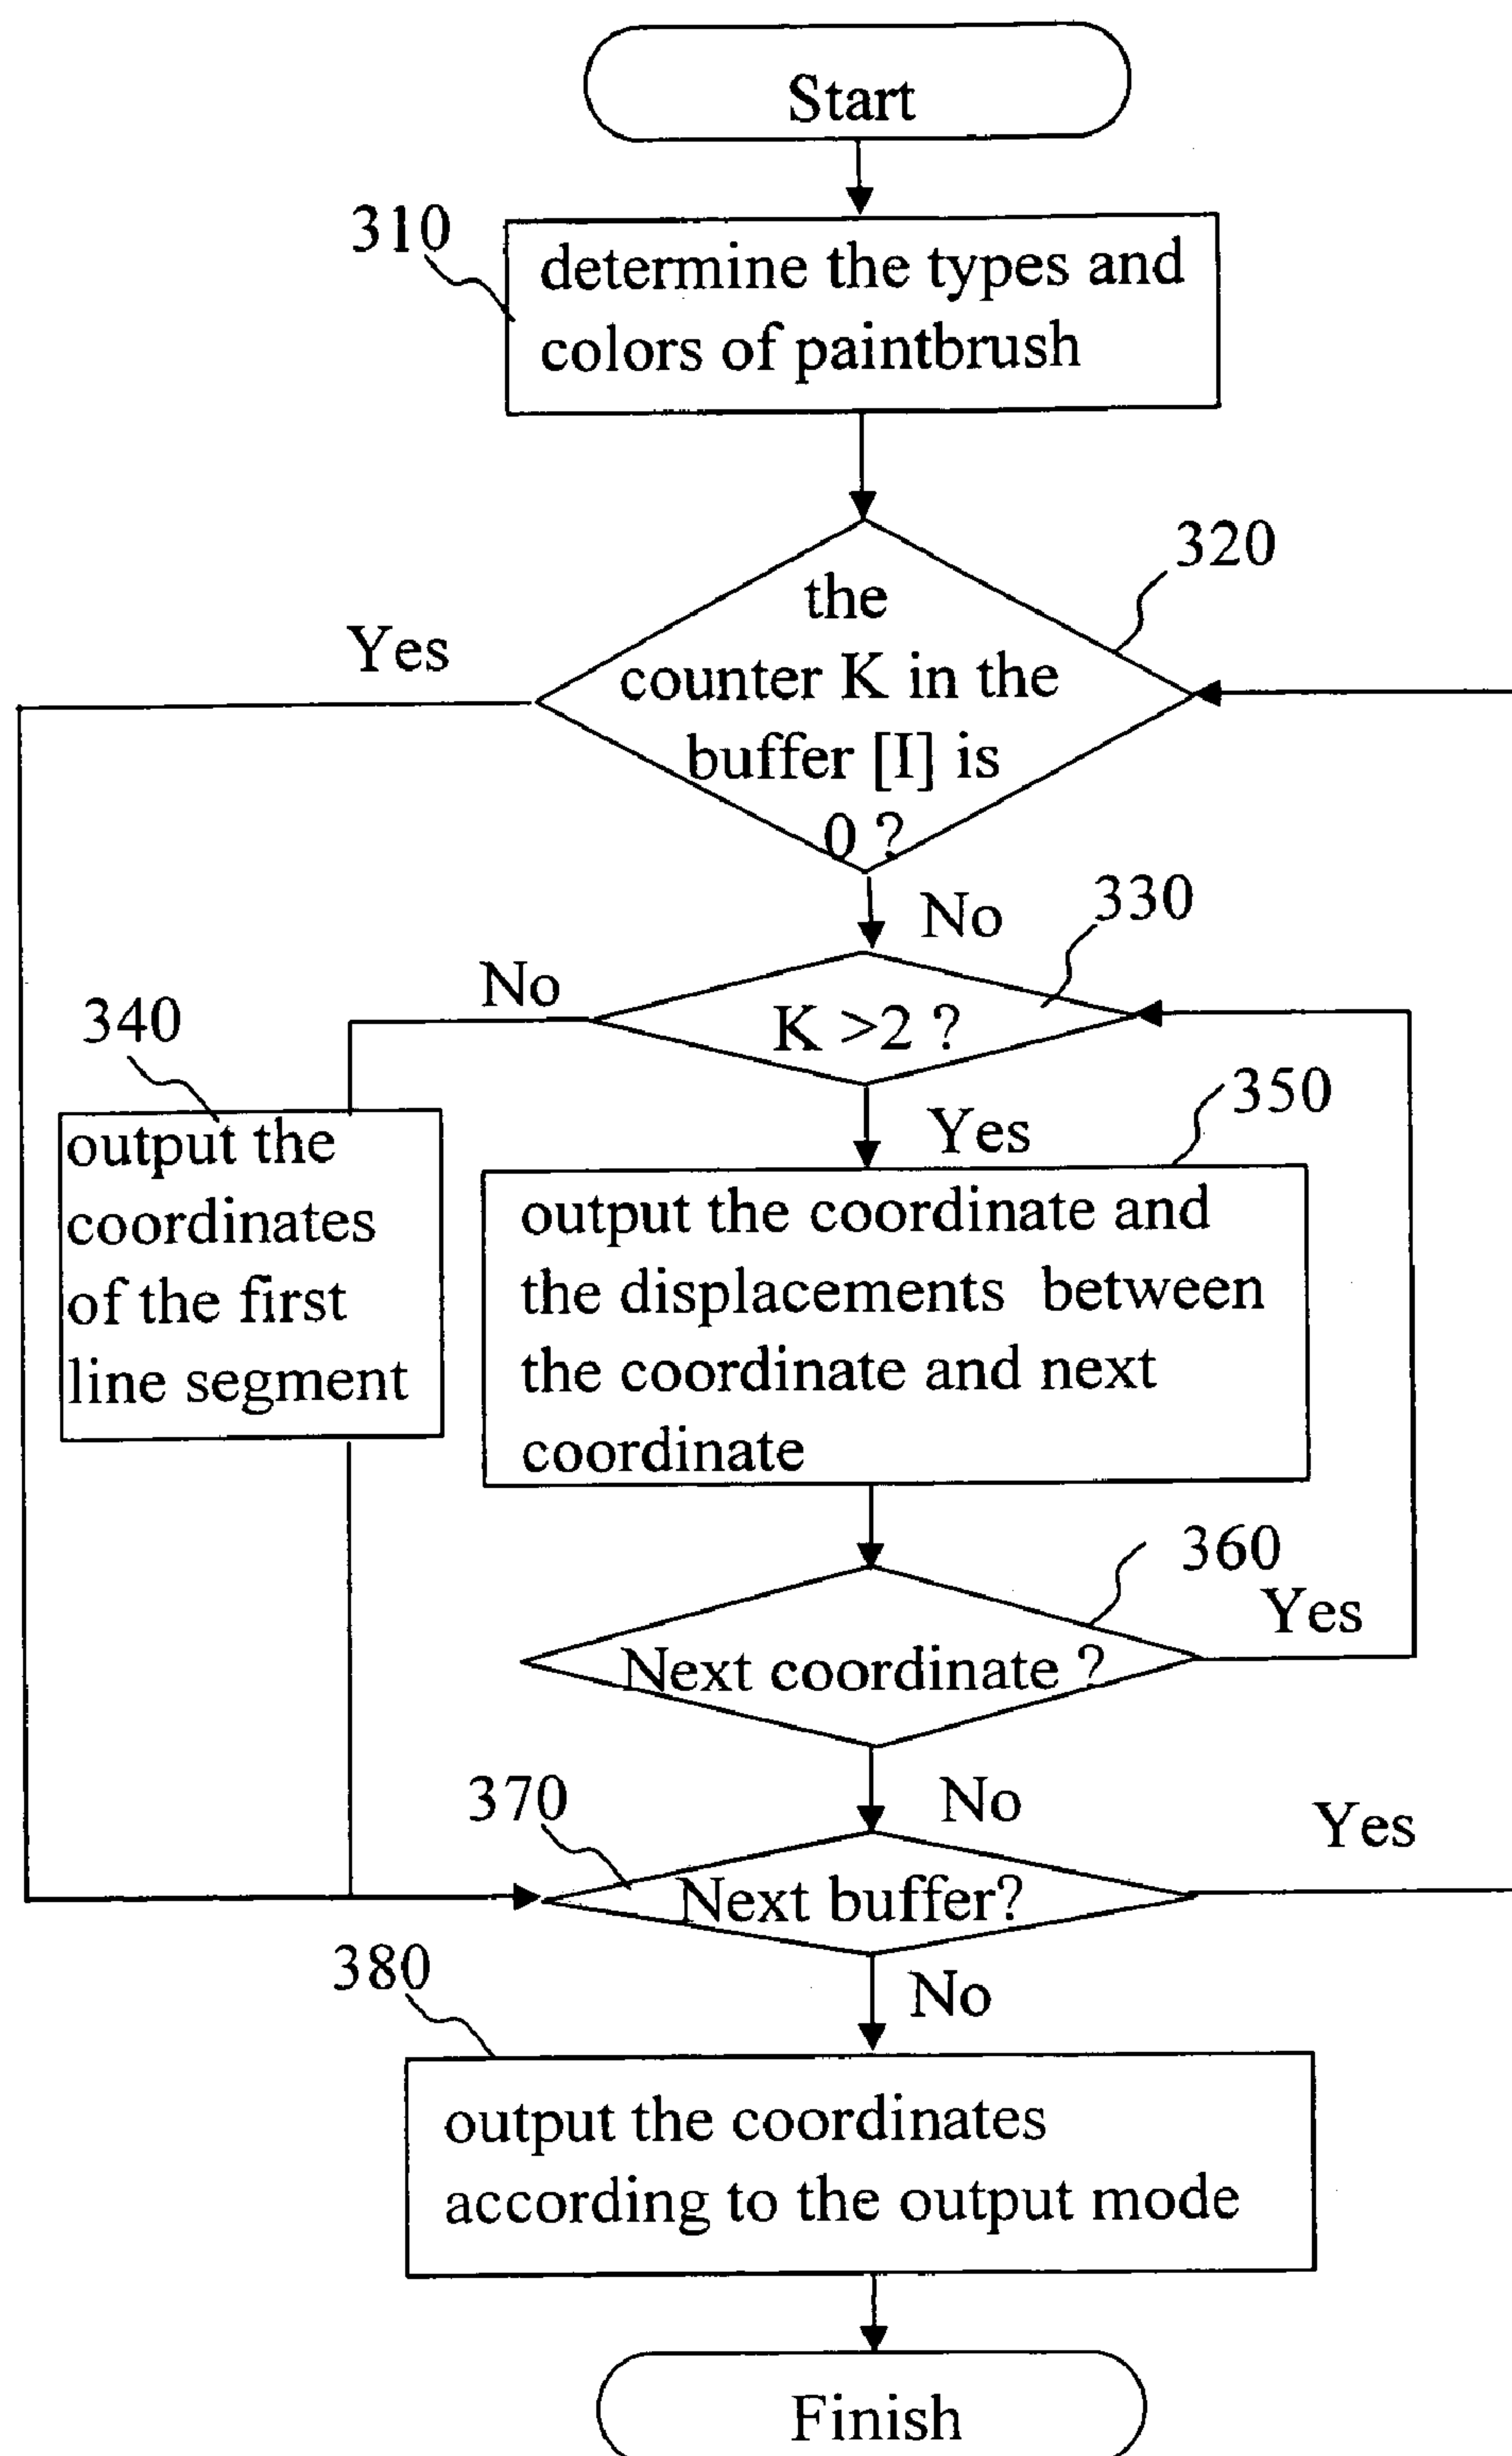 Start
310
determine the types and
colors of paintbrush
320
the
counter K in the
buffer [I] is
0 ?
Yes
No
330
No
K >2 ?
340
Yes
350
output the
coordinates
of the first
line segment
output the coordinate and
the displacements between
the coordinate and next
coordinate
360
Yes
Next coordinate ?
No
370
Yes
Next buffer?
380
No
output the coordinates
according to the output mode
Finish